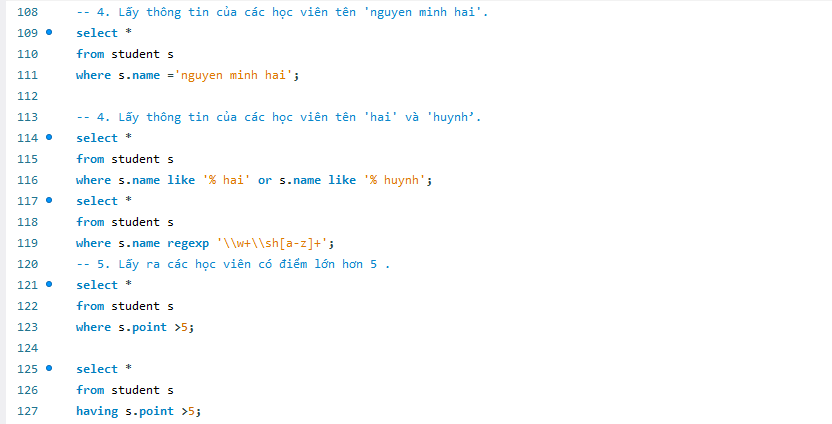 108 -- 4. Lấy thông tin của các học viên tên 'nguyen minh hai'.
109 select *
110 from student s
111 where s.name ='nguyen minh hai';
112
113 -- 4. Lấy thông tin của các học viên tên 'hai' và 'huynh’.
114 select *
115 from student s
116 where s.name like '% hai' or s.name like '% huynh';
117 select *
118 from student s
119 where s.name regexp '\\w+\\sh[a-z]+';
120 -- 5. Lấy ra các học viên có điểm lớn hơn 5 .
121 select *
122 from student s
123 where s.point >5;
124
125 select *
126 from student s
127 having s.point >5;